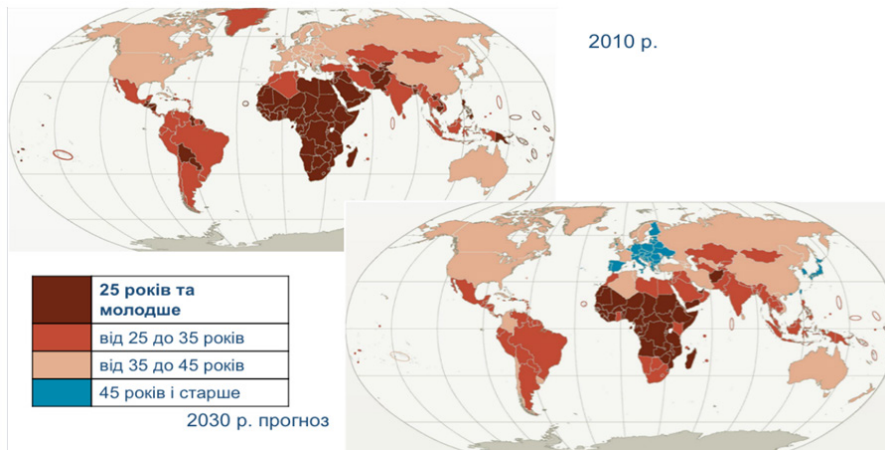 2010 р.
25 років та
молодше
від 25 до 35 років
від 35 до 45 років
45 років і старше
2030 р. прогноз